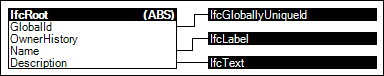 IfcRoot (ABS)
GlobalId
OwnerHistory
Name
Description
IfcGloballyUniqueId
IfcLabel
IfcText